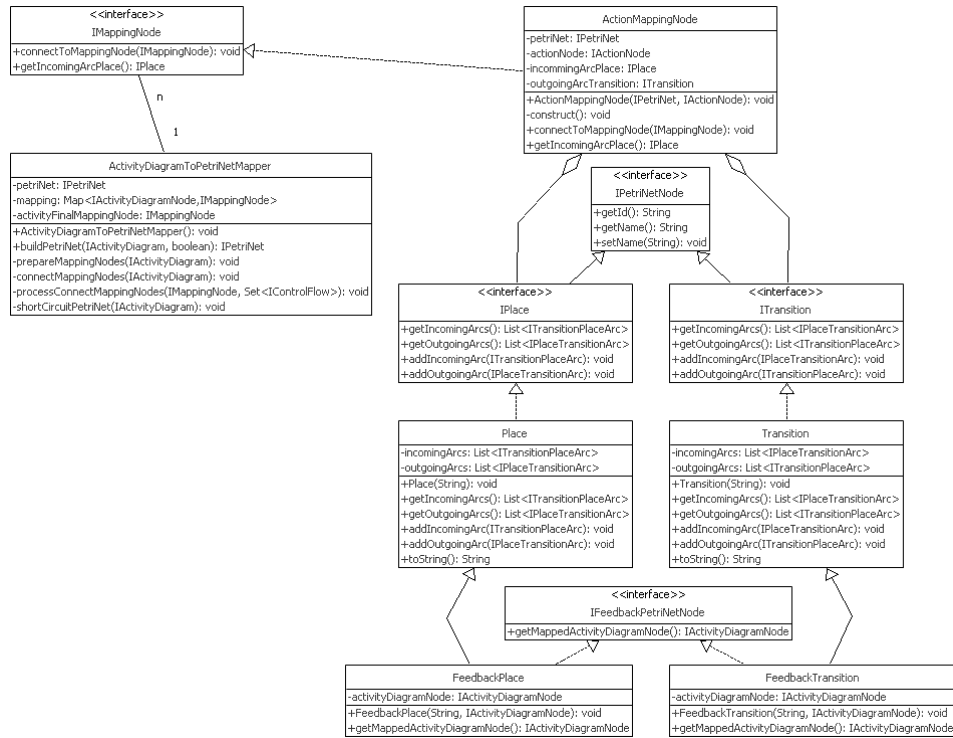 <<interface>>
IMappingNode
+connectToMappingNode(IMappingNode): void
+getIncomingArcPlace(): IPlace
n
1
ActivityDiagramToPetriNetMapper
-petriNet: IPetriNet
-mapping: Map<IActivityDiagramNode,IMappingNode>
-activityFinalMappingNode: IMappingNode
+ActivityDiagramToPetriNetMapper(): void
+buildPetriNet(IActivityDiagram, boolean): IPetriNet
-prepareMappingNodes(IActivityDiagram): void
-connectMappingNodes(IActivityDiagram): void
-processConnectMappingNodes(IMappingNode, Set<IControlFlow>): void
-shortCircuitPetriNet(IActivityDiagram): void
ActionMappingNode
-petriNet: IPetriNet
-actionNode: IActionNode
-incommingArcPlace: IPlace
-outgoingArcTransition: ITransition
+ActionMappingNode(IPetriNet, IActionNode): void
-construct(): void
+connectToMappingNode(IMappingNode): void
+getIncomingArcPlace(): IPlace
<<interface>>
IPetriNetNode
+getId(): String
+getName(): String
+setName(String): void
<<interface>>
IPlace
+getIncomingArcs(): List<ITransitionPlaceArc>
+getOutgoingArcs(): List<IPlaceTransitionArc>
+addIncomingArc(ITransitionPlaceArc): void
+addOutgoingArc(IPlaceTransitionArc): void
<<interface>>
ITransition
+getIncomingArcs(): List<IPlaceTransitionArc>
+getOutgoingArcs(): List<ITransitionPlaceArc>
+addIncomingArc(IPlaceTransitionArc): void
+addOutgoingArc(ITransitionPlaceArc): void
Place
-incomingArcs: List<ITransitionPlaceArc>
-outgoingArcs: List<IPlaceTransitionArc>
+Place(String): void
+getIncomingArcs(): List<ITransitionPlaceArc>
+getOutgoingArcs(): List<IPlaceTransitionArc>
+addIncomingArc(ITransitionPlaceArc): void
+addOutgoingArc(IPlaceTransitionArc): void
+toString(): String
Transition
-incomingArcs: List<ITransitionPlaceArc>
-outgoingArcs: List<IPlaceTransitionArc>
+Transition(String): void
+getIncomingArcs(): List<IPlaceTransitionArc>
+getOutgoingArcs(): List<ITransitionPlaceArc>
+addIncomingArc(IPlaceTransitionArc): void
+addOutgoingArc(ITransitionPlaceArc): void
+toString(): String
<<interface>>
IFeedbackPetriNetNode
+getMappedActivityDiagramNode(): IActivityDiagramNode
FeedbackPlace
-activityDiagramNode: IActivityDiagramNode
+FeedbackPlace(String, IActivityDiagramNode): void
+getMappedActivityDiagramNode(): IActivityDiagramNode
FeedbackTransition
-activityDiagramNode: IActivityDiagramNode
+FeedbackTransition(String, IActivityDiagramNode): void
+getMappedActivityDiagramNode(): IActivityDiagramNode